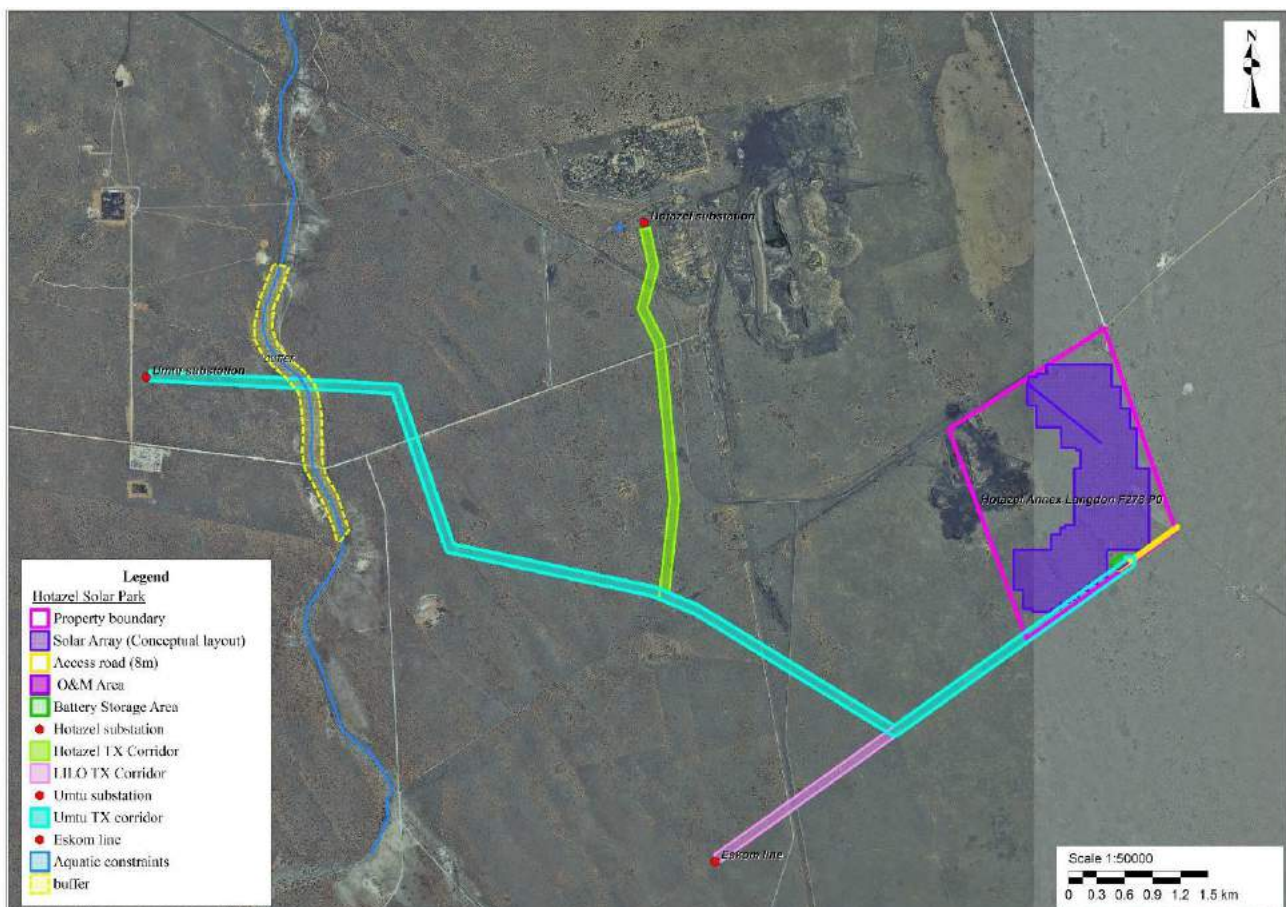 N
Hotazel substation
buffer
Umtu substation
Hotazel Annex Langdon F278 P0
Eskom line
Legend
Hotazel Solar Park
Property boundary
Solar Array (Conceptual layout)
Access road (8m)
O&M Area
Battery Storage Area
Hotazel substation
Hotazel TX Corridor
LILO TX Corridor
Umtu substation
Umtu TX corridor
Eskom line
Aquatic constraints
buffer
Scale 1:50000
0 0.3 0.6 0.9 1.2 1.5 km